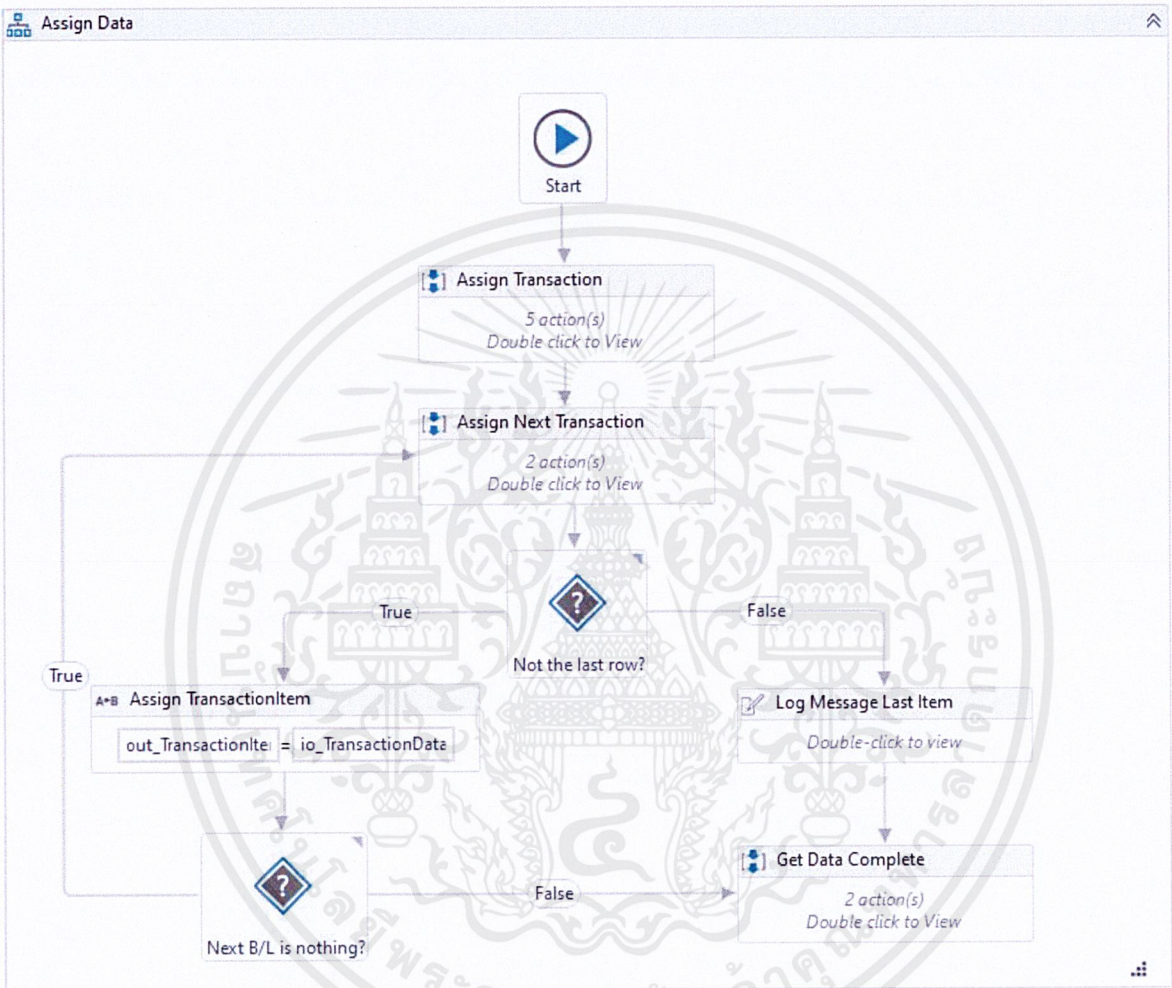 Assign Data
Start
Assign Transaction
5 action(s)
Double click to View
Assign Next Transaction
2 action(s)
Double click to View
True
False
Not the last row?
True
A+B Assign TransactionItem
Log Message Last Item
out_TransactionIte = io_TransactionData
Double-click to view
Get Data Complete
False
2 action(s)
Double click to View
Next B/L is nothing?